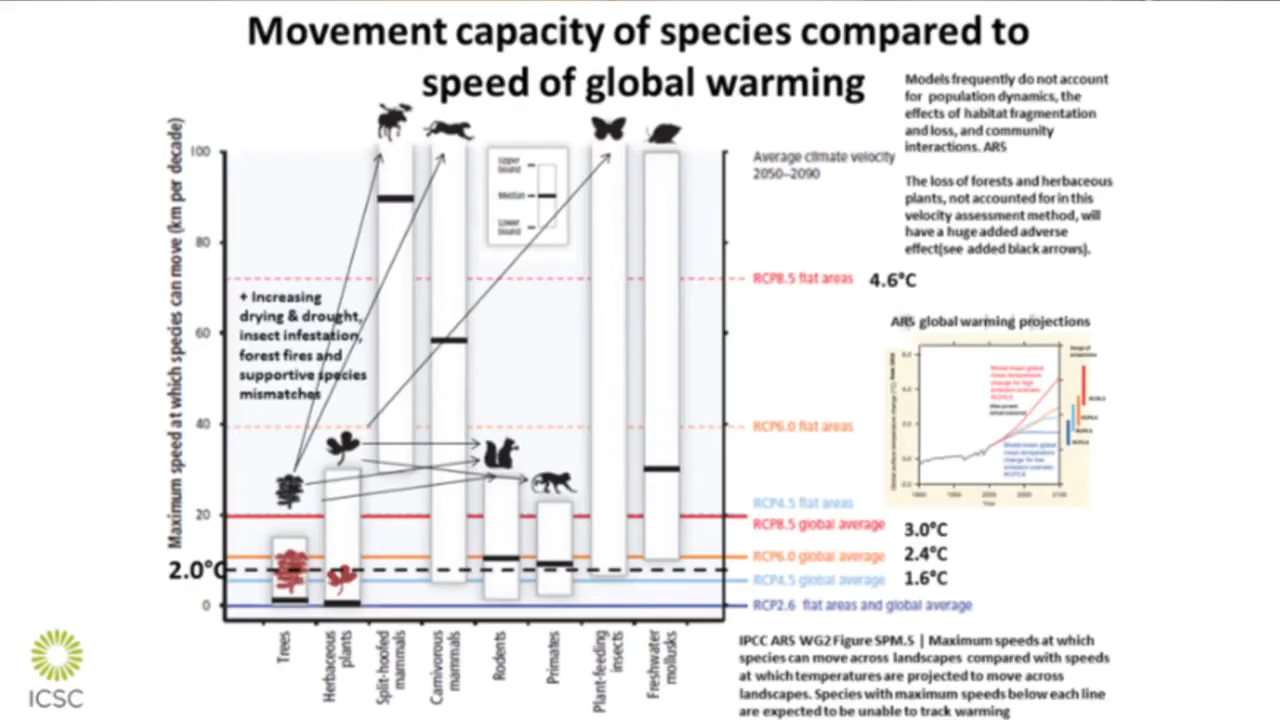 Movement capacity of species compared to
speed of global warming
Models frequently do not account
for population dynamics, the
effects of habitat fragmentation
and loss, and community
interactions. AR5
The loss of forests and herbaceous
plants, not accounted for in this
velocity assessment method, will
have a huge added adverse
effect(see added black arrows).
Maximum speed at which species can move (km per decade)
100
80
60
40
20
0
2.0°C
Upper
bound
Median
Lower
bound
+ Increasing
drying & drought,
insect infestation,
forest fires and
supportive species
mismatches
Average climate velocity
2050–2090
RCP8.5 flat areas 4.6°C
RCP6.0 flat areas
RCP4.5 flat areas
RCP8.5 global average 3.0°C
RCP6.0 global average 2.4°C
RCP4.5 global average 1.6°C
RCP2.6 flat areas and global average
AR5 global warming projections
Trees
Herbaceous
plants
Split-hoofed
mammals
Carnivorous
mammals
Rodents
Primates
Plant-feeding
insects
Freshwater
mollusks
IPCC AR5 WG2 Figure SPM.5 | Maximum speeds at which
species can move across landscapes compared with speeds
at which temperatures are projected to move across
landscapes. Species with maximum speeds below each line
are expected to be unable to track warming
ICSC